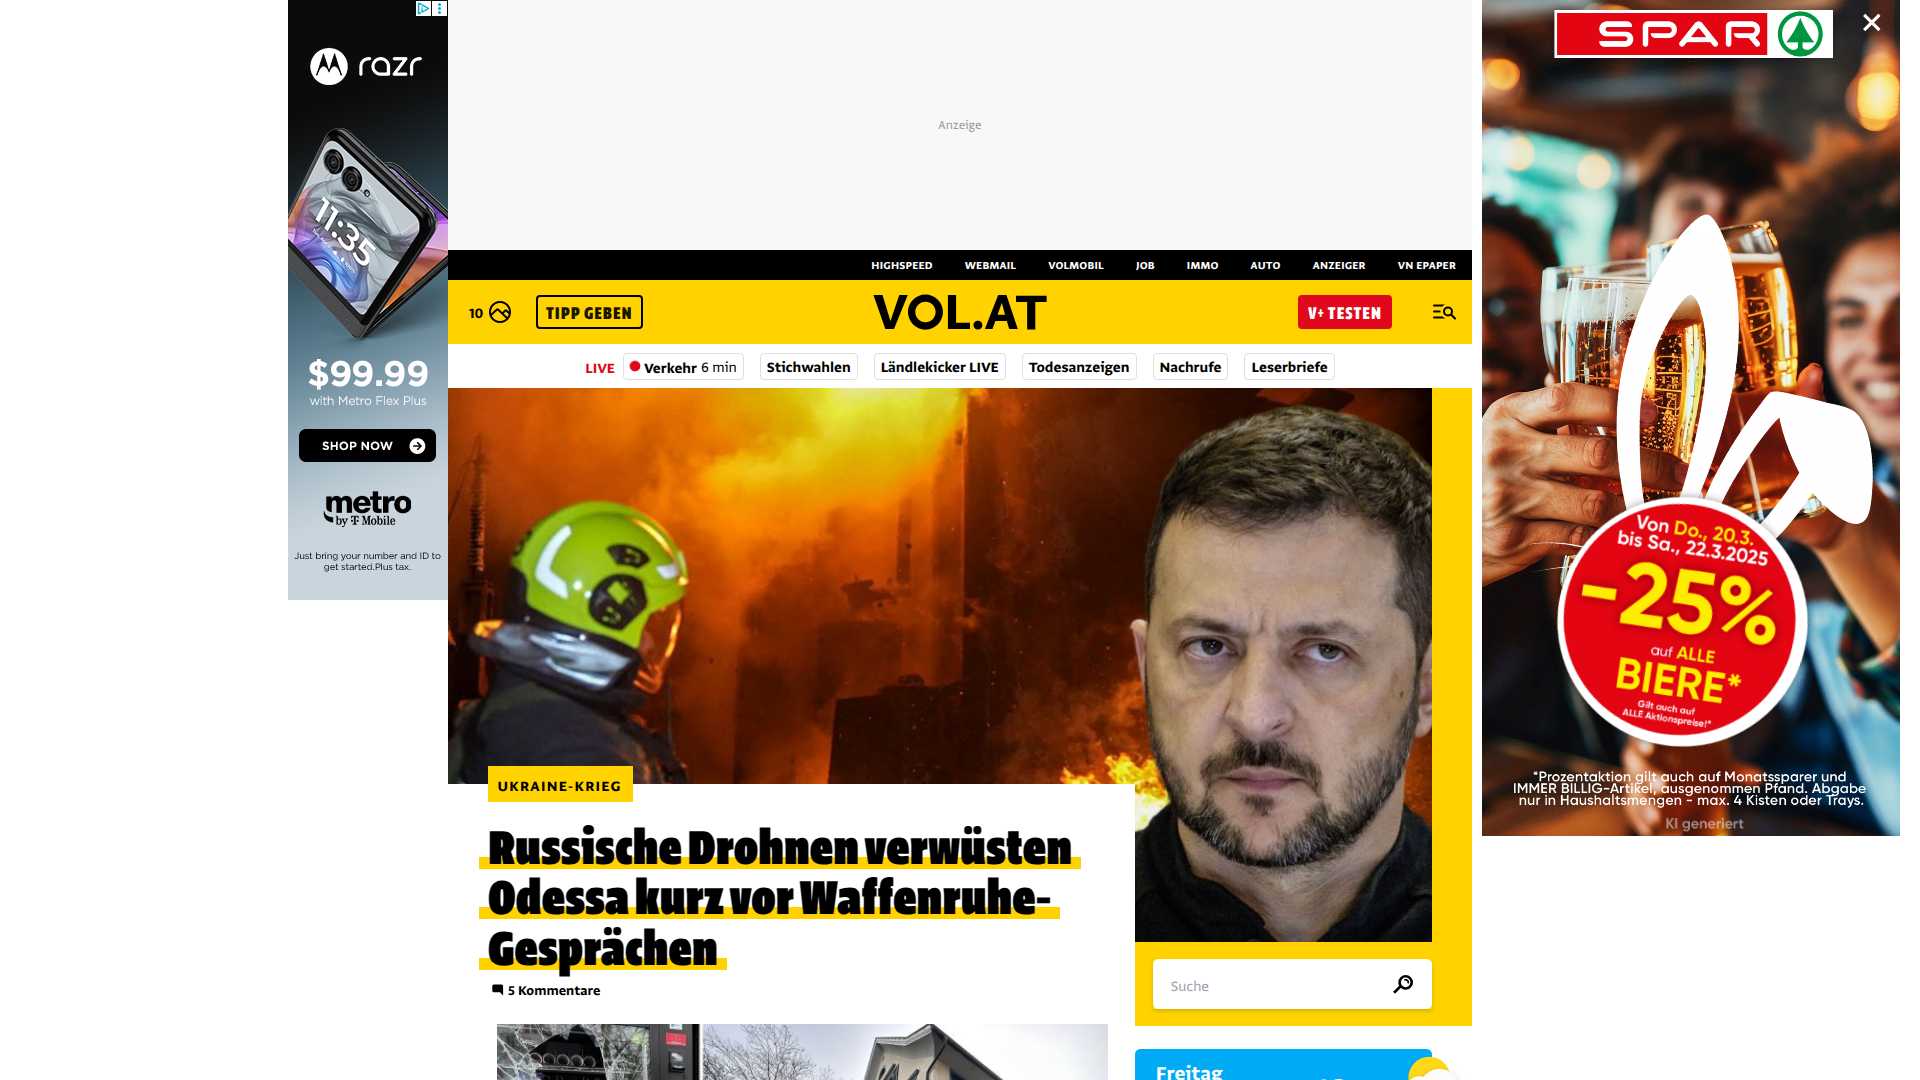 razr
11:35
$99.99
with Metro Flex Plus
SHOP NOW
metro
by T Mobile
Just bring your number and ID to
get started.Plus tax.
Anzeige
HIGHSPEED WEBMAIL VOLMOBIL JOB IMMO AUTO ANZEIGER VN EPAPER
10 TIPP GEBEN VOL.AT V+ TESTEN
LIVE Verkehr 6 min Stichwahlen Ländlekicker LIVE Todesanzeigen Nachrufe Leserbriefe
UKRAINE-KRIEG
Russische Drohnen verwüsten
Odessa kurz vor Waffenruhe-
Gesprächen
5 Kommentare
Suche
Freitag
SPAR
Von Do., 20.3.
bis Sa., 22.3.2025
-25%
auf ALLE
BIERE*
Gilt auch auf
ALLE Aktionspreise!*
*Prozentaktion gilt auch auf Monatssparer und
IMMER BILLIG-Artikel, ausgenommen Pfand. Abgabe
nur in Haushaltsmengen - max. 4 Kisten oder Trays.
KI generiert